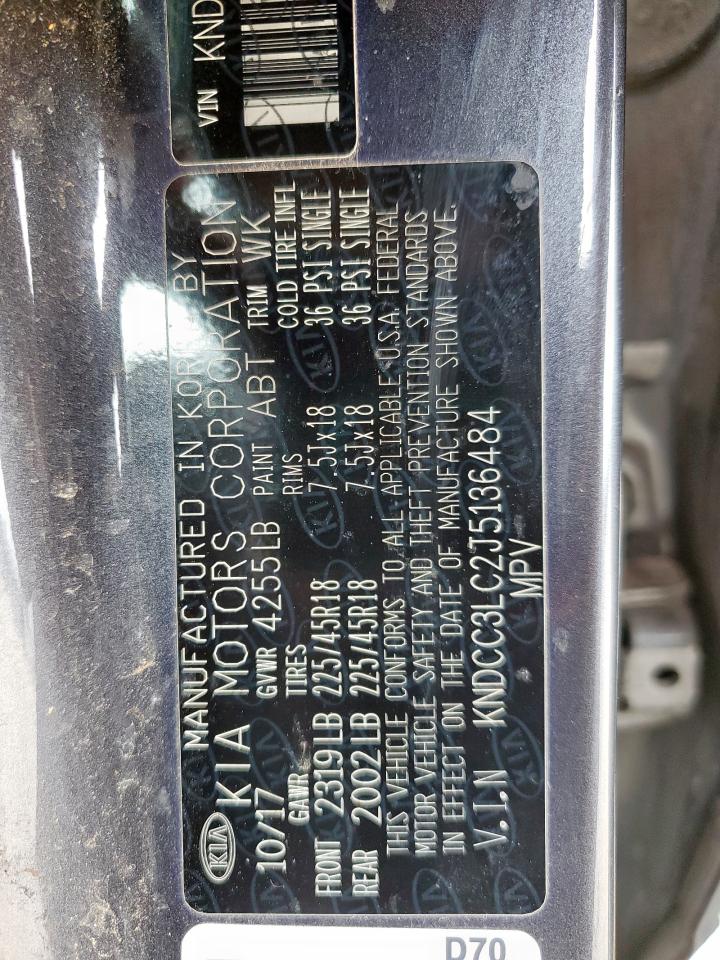 VIN KND
MANUFACTURED IN KOR BY
KIA KIA MOTORS CORPORATION
10/17 GVWR 4255LB PAINT ABT TRIM WK
GAWR TIRES RIMS COLD TIRE INFL
FRONT 2319LB 225/45R18 7.5Jx18 36 PSI SINGLE
REAR 2002LB 225/45R18 7.5Jx18 36 PSI SINGLE
THIS VEHICLE CONFORMS TO ALL APPLICABLE U.S.A. FEDERAL
MOTOR VEHICLE SAFETY AND THEFT PREVENTION STANDARDS
IN EFFECT ON THE DATE OF MANUFACTURE SHOWN ABOVE.
V.I.N KNDCC3LC2J5136484
MPV
D70